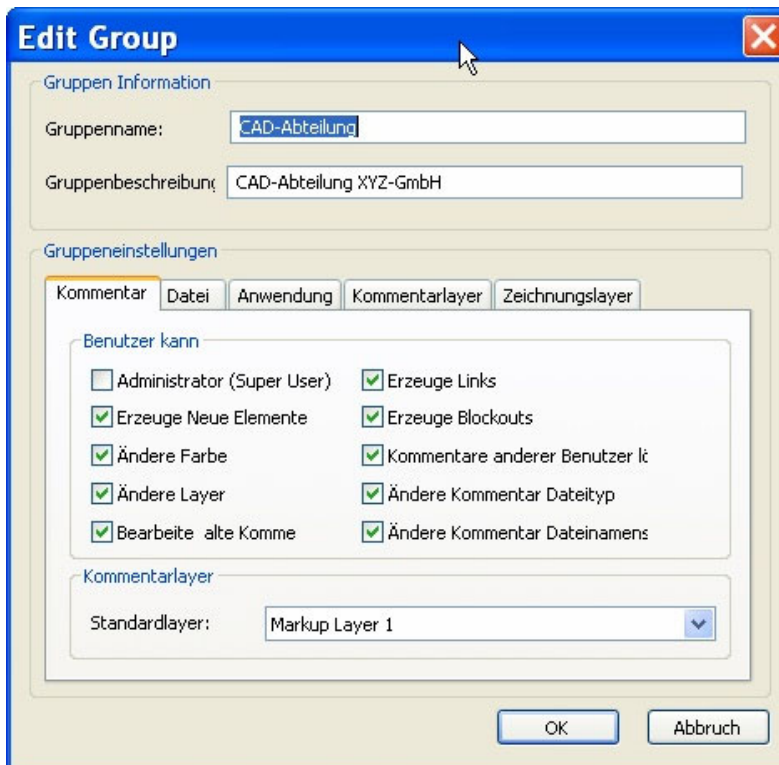 Edit Group
Gruppen Information
Gruppenname: CAD-Abteilung
Gruppenbeschreibung CAD-Abteilung XYZ-GmbH
Gruppeneinstellungen
Kommentar Datei Anwendung Kommentarlayer Zeichnungslayer
Benutzer kann
Administrator (Super User) Erzeuge Links
Erzeuge Neue Elemente Erzeuge Blockouts
Ändere Farbe Kommentare anderer Benutzer lö
Ändere Layer Ändere Kommentar Dateityp
Bearbeite alte Komme Ändere Kommentar Dateinamens
Kommentarlayer
Standardlayer: Markup Layer 1
OK Abbruch